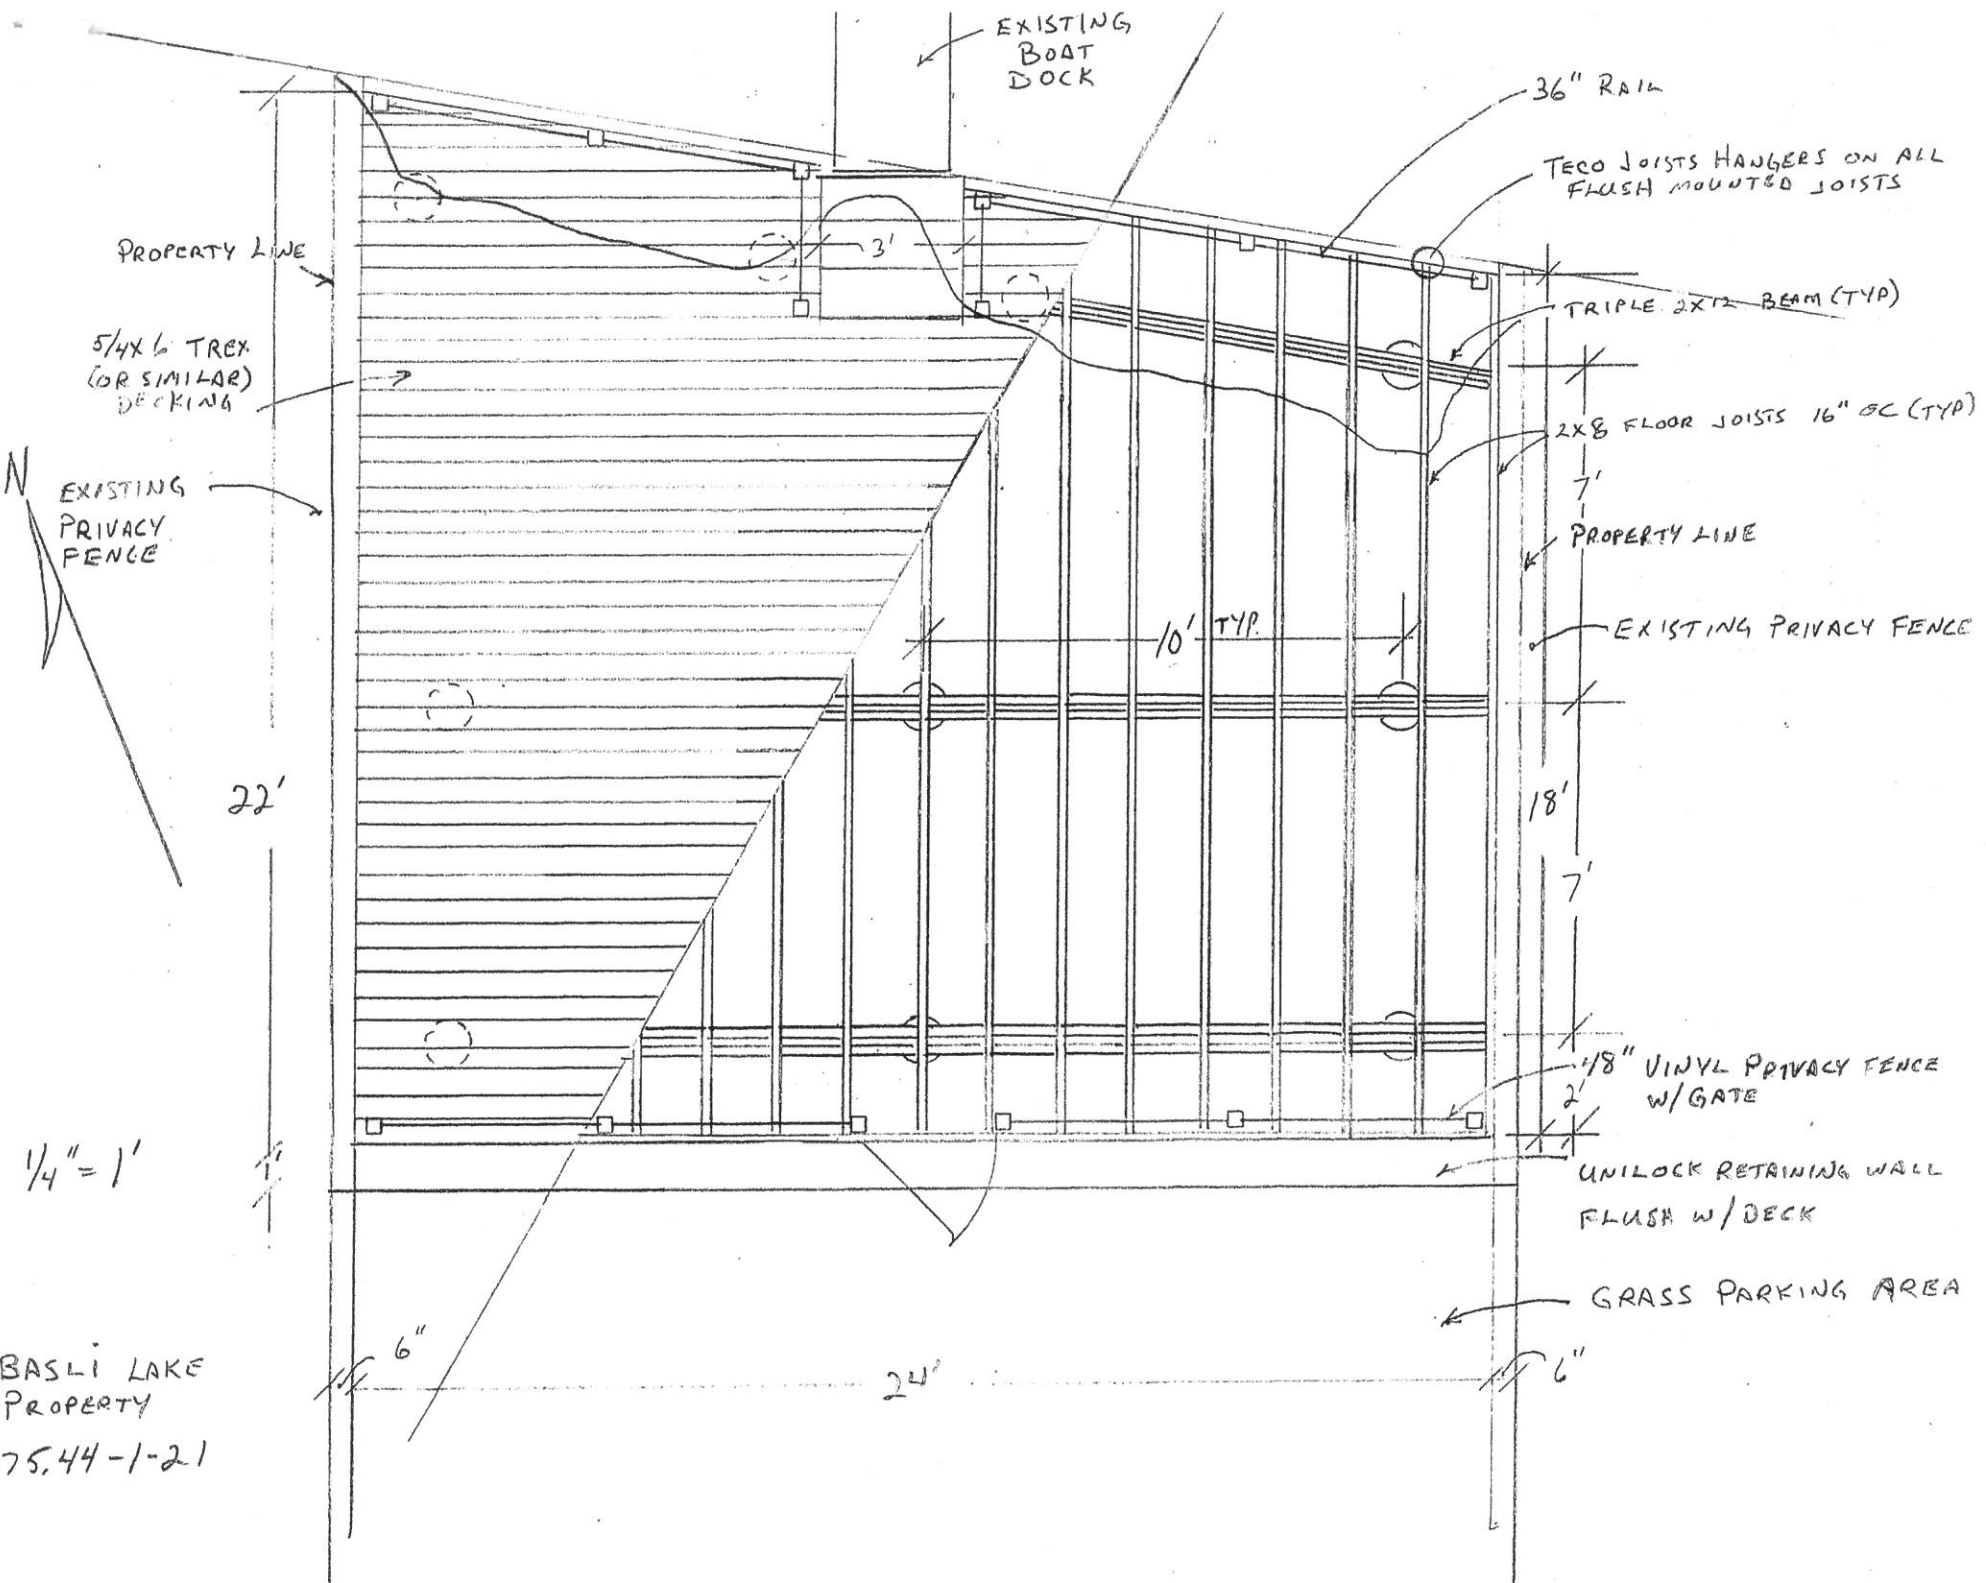 EXISTING
BOAT
DOCK
36" RAIL
TECO JOISTS HANGERS ON ALL
FLUSH MOUNTED JOISTS
PROPERTY LINE
3'
TRIPLE 2X12 BEAM (TYP)
5/4X6 TREX
(OR SIMILAR)
DECKING
2X8 FLOOR JOISTS 16" OC (TYP)
7'
N
EXISTING
PRIVACY
FENCE
PROPERTY LINE
10' TYP.
EXISTING PRIVACY FENCE
22'
18'
7'
48" VINYL PRIVACY FENCE
W/GATE
2'
1/4" = 1'
1'
UNILOCK RETAINING WALL
FLUSH W/DECK
GRASS PARKING AREA
6"
24'
6"
BASLI LAKE
PROPERTY
75.44-1-21